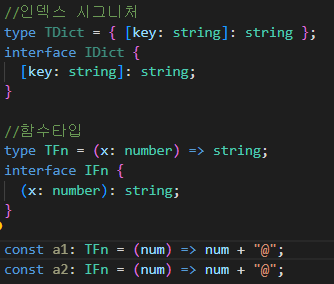 //인덱스 시그니처
type TDict = { [key: string]: string };
interface IDict {
  [key: string]: string;
}

//함수타입
type TFn = (x: number) => string;
interface IFn {
  (x: number): string;
}

const a1: TFn = (num) => num + "@";
const a2: IFn = (num) => num + "@";